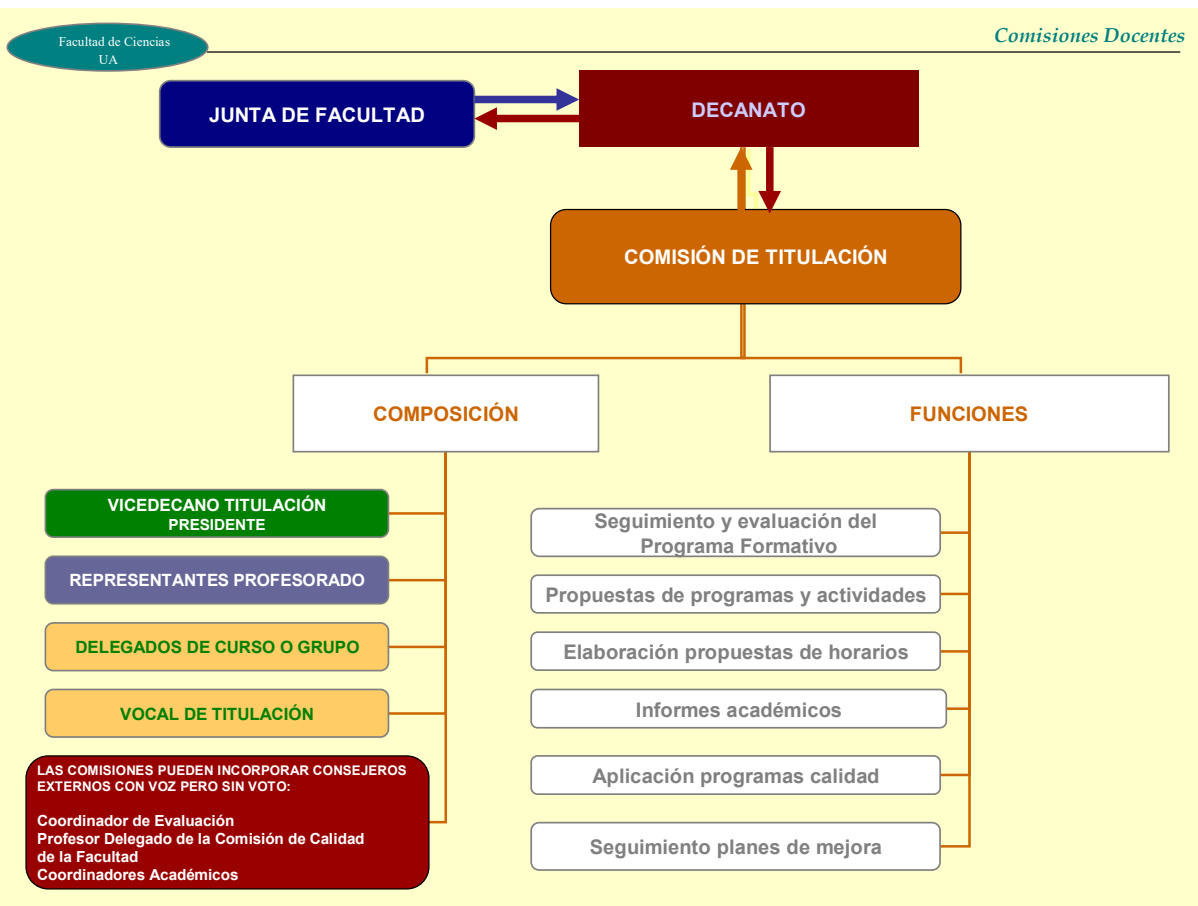 Facultad de Ciencias
UA
Comisiones Docentes
JUNTA DE FACULTAD
DECANATO
COMISIÓN DE TITULACIÓN
COMPOSICIÓN
FUNCIONES
VICEDECANO TITULACIÓN
PRESIDENTE
REPRESENTANTES PROFESORADO
DELEGADOS DE CURSO O GRUPO
VOCAL DE TITULACIÓN
LAS COMISIONES PUEDEN INCORPORAR CONSEJEROS
EXTERNOS CON VOZ PERO SIN VOTO:
Coordinador de Evaluación
Profesor Delegado de la Comisión de Calidad
de la Facultad
Coordinadores Académicos
Seguimiento y evaluación del
Programa Formativo
Propuestas de programas y actividades
Elaboración propuestas de horarios
Informes académicos
Aplicación programas calidad
Seguimiento planes de mejora